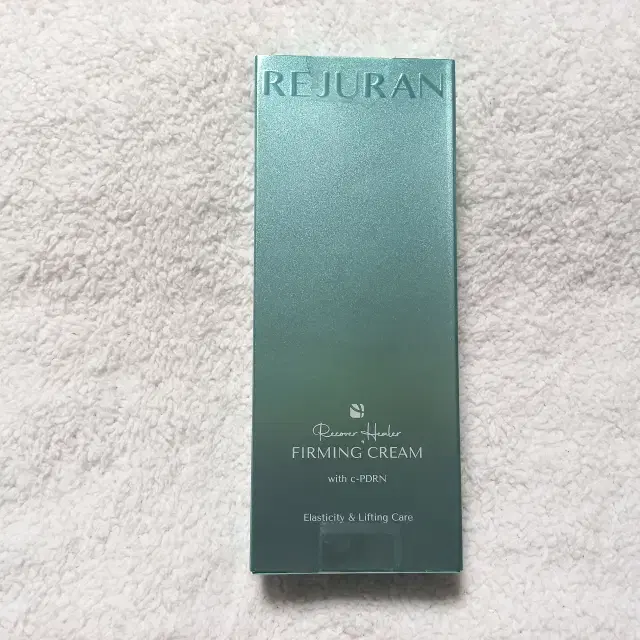 REJURAN
Recover + Healer
FIRMING CREAM
with c-PDRN
Elasticity & Lifting Care